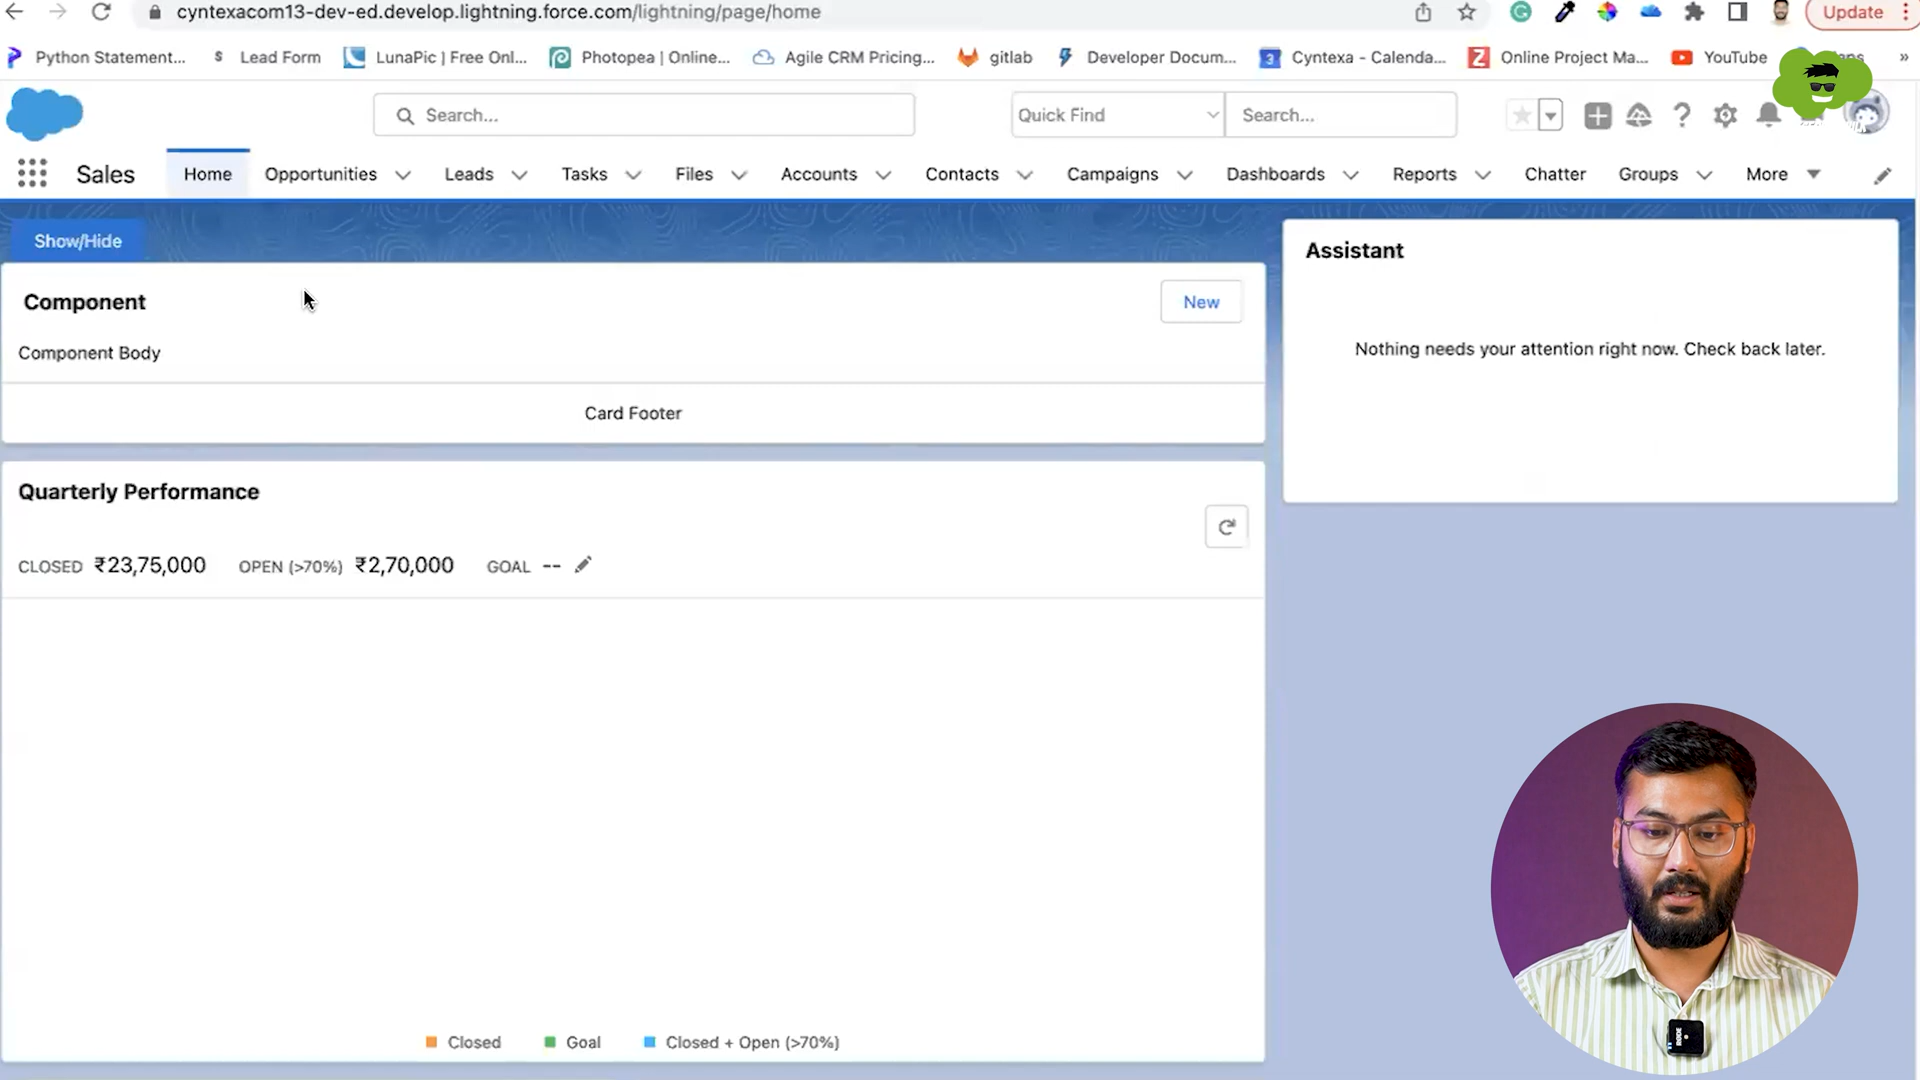 cyntexacom13-dev-ed.develop.lightning.force.com/lightning/page/home
Update
Python Statement...
Lead Form
LunaPic | Free Onl...
Photopea | Online...
Agile CRM Pricing...
gitlab
Developer Docum...
Cyntexa - Calenda...
Online Project Ma...
YouTube
»
Search...
Quick Find
Search...
Sales
Home
Opportunities
Leads
Tasks
Files
Accounts
Contacts
Campaigns
Dashboards
Reports
Chatter
Groups
More
Show/Hide
Component
New
Component Body
Card Footer
Assistant
Nothing needs your attention right now. Check back later.
Quarterly Performance
CLOSED ₹23,75,000 OPEN (>70%) ₹2,70,000 GOAL --
Closed
Goal
Closed + Open (>70%)
RODE